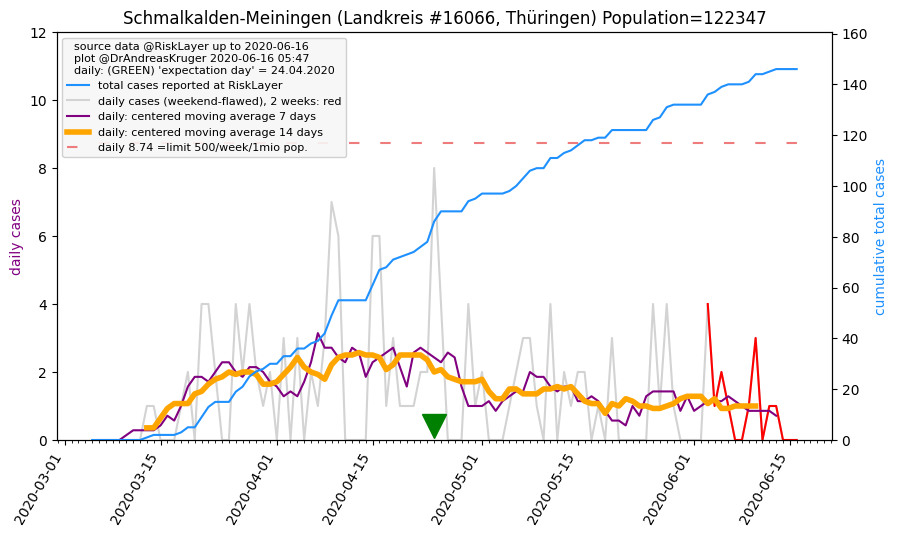 Schmalkalden-Meiningen (Landkreis #16066, Thüringen) Population=122347
source data @RiskLayer up to 2020-06-16
plot @DrAndreasKruger 2020-06-16 05:47
daily: (GREEN) 'expectation day' = 24.04.2020
total cases reported at RiskLayer
daily cases (weekend-flawed), 2 weeks: red
daily: centered moving average 7 days
daily: centered moving average 14 days
daily 8.74 =limit 500/week/1mio pop.
daily cases
12
10
8
6
4
2
0
cumulative total cases
160
140
120
100
80
60
40
20
0
2020-03-01
2020-03-15
2020-04-01
2020-04-15
2020-05-01
2020-05-15
2020-06-01
2020-06-15